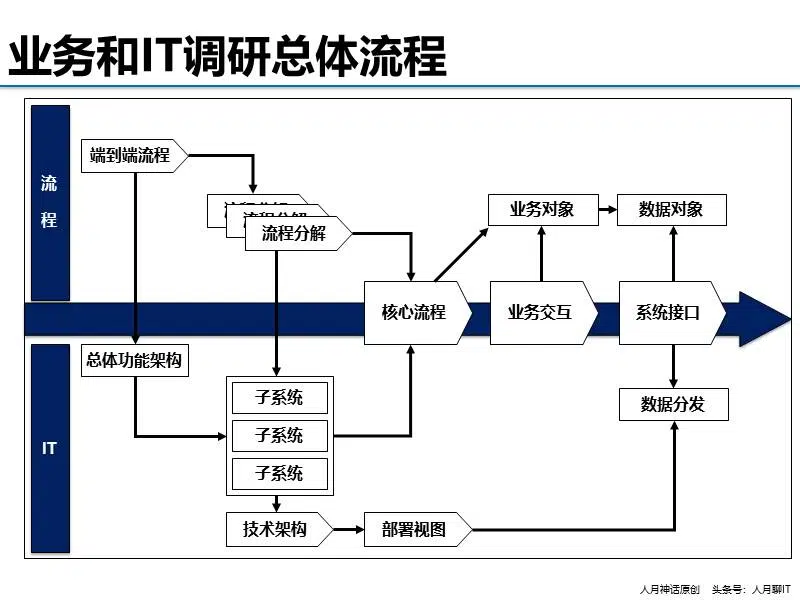 业务和IT调研总体流程
流
程
端到端流程
流程分解
流程分解
业务对象
数据对象
核心流程
业务交互
系统接口
总体功能架构
子系统
子系统
子系统
数据分发
IT
技术架构
部署视图
人月神话原创 头条号：人月聊IT